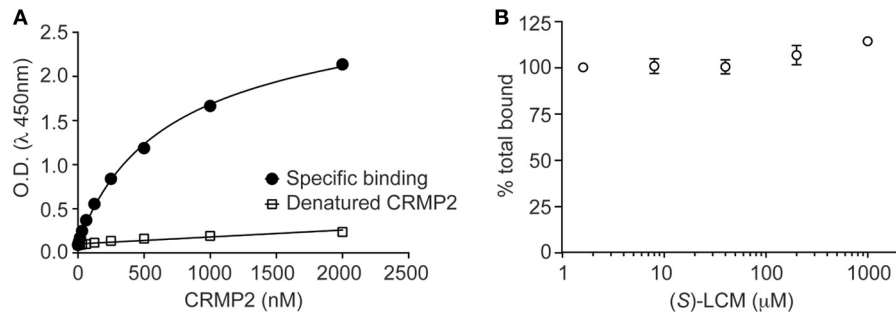 A
O.D. (λ 450nm)
2.5
2.0
1.5
1.0
0.5
0.0
Specific binding
Denatured CRMP2
0
500
1000
1500
2000
2500
CRMP2 (nM)
B
% total bound
125
100
75
50
25
0
1
10
100
1000
(S)-LCM (μM)